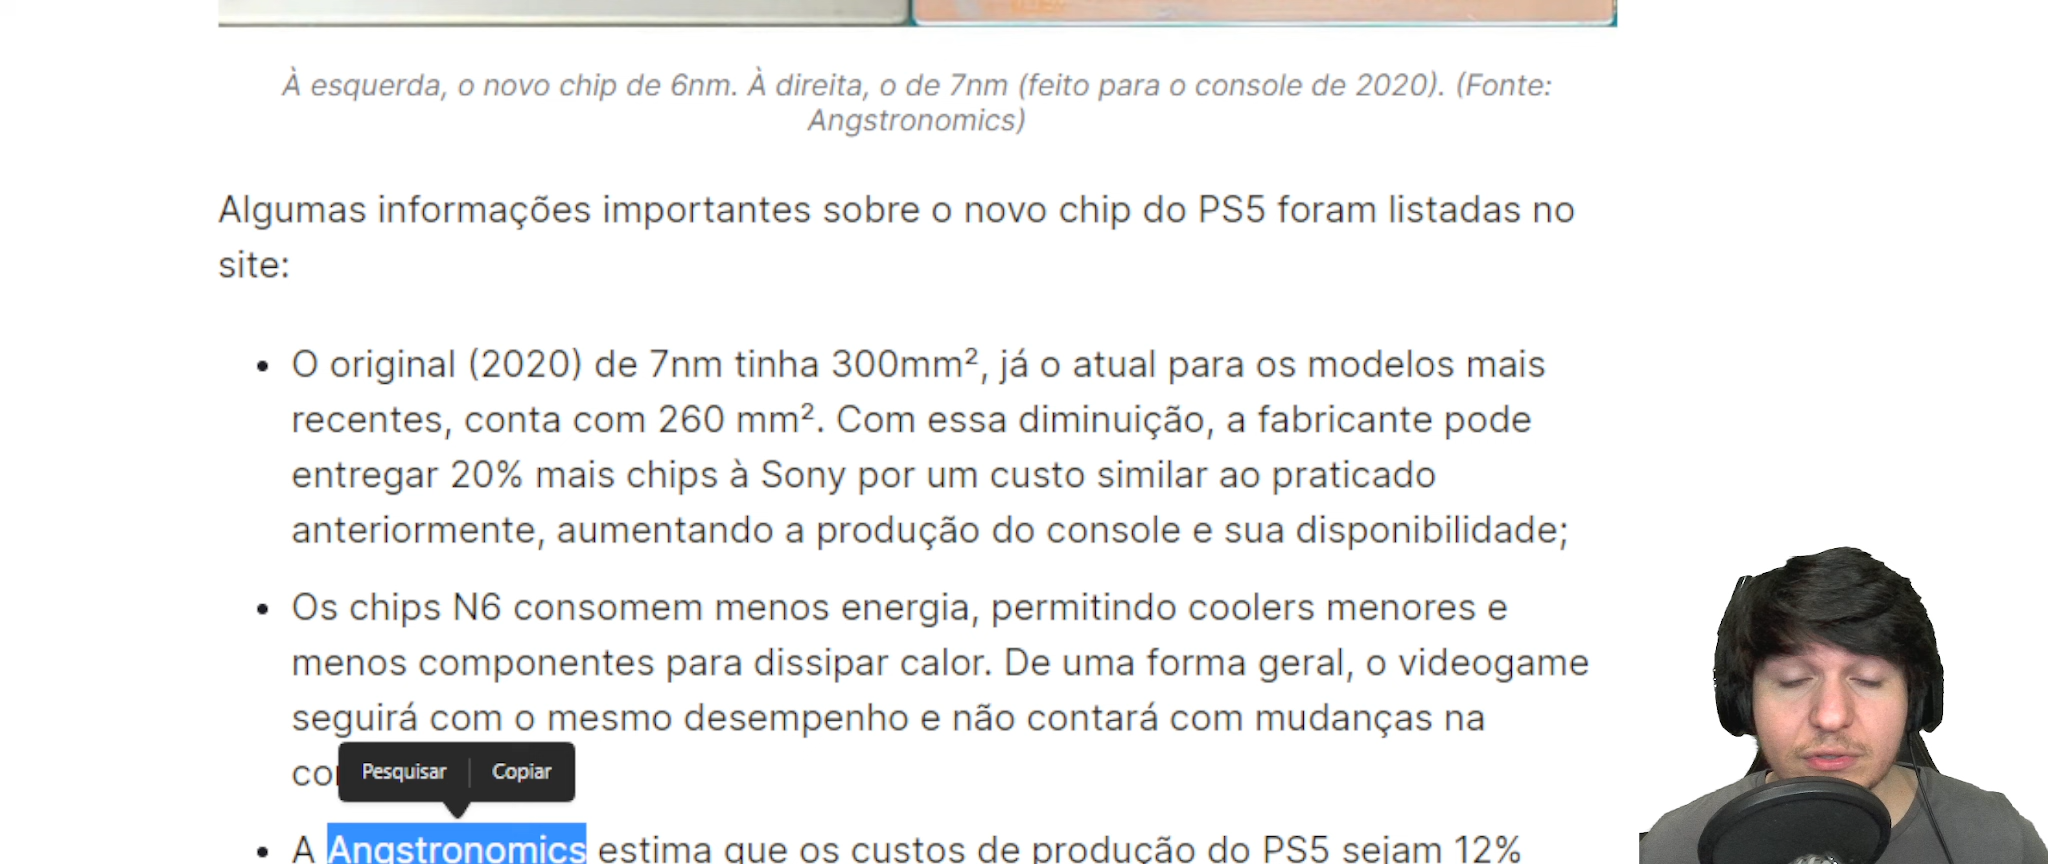 À esquerda, o novo chip de 6nm. À direita, o de 7nm (feito para o console de 2020). (Fonte:
Angstronomics)
Algumas informações importantes sobre o novo chip do PS5 foram listadas no
site:
• O original (2020) de 7nm tinha 300mm², já o atual para os modelos mais
recentes, conta com 260 mm². Com essa diminuição, a fabricante pode
entregar 20% mais chips à Sony por um custo similar ao praticado
anteriormente, aumentando a produção do console e sua disponibilidade;
• Os chips N6 consomem menos energia, permitindo coolers menores e
menos componentes para dissipar calor. De uma forma geral, o videogame
seguirá com o mesmo desempenho e não contará com mudanças na
Pesquisar | Copiar
• A Angstronomics estima que os custos de produção do PS5 sejam 12%